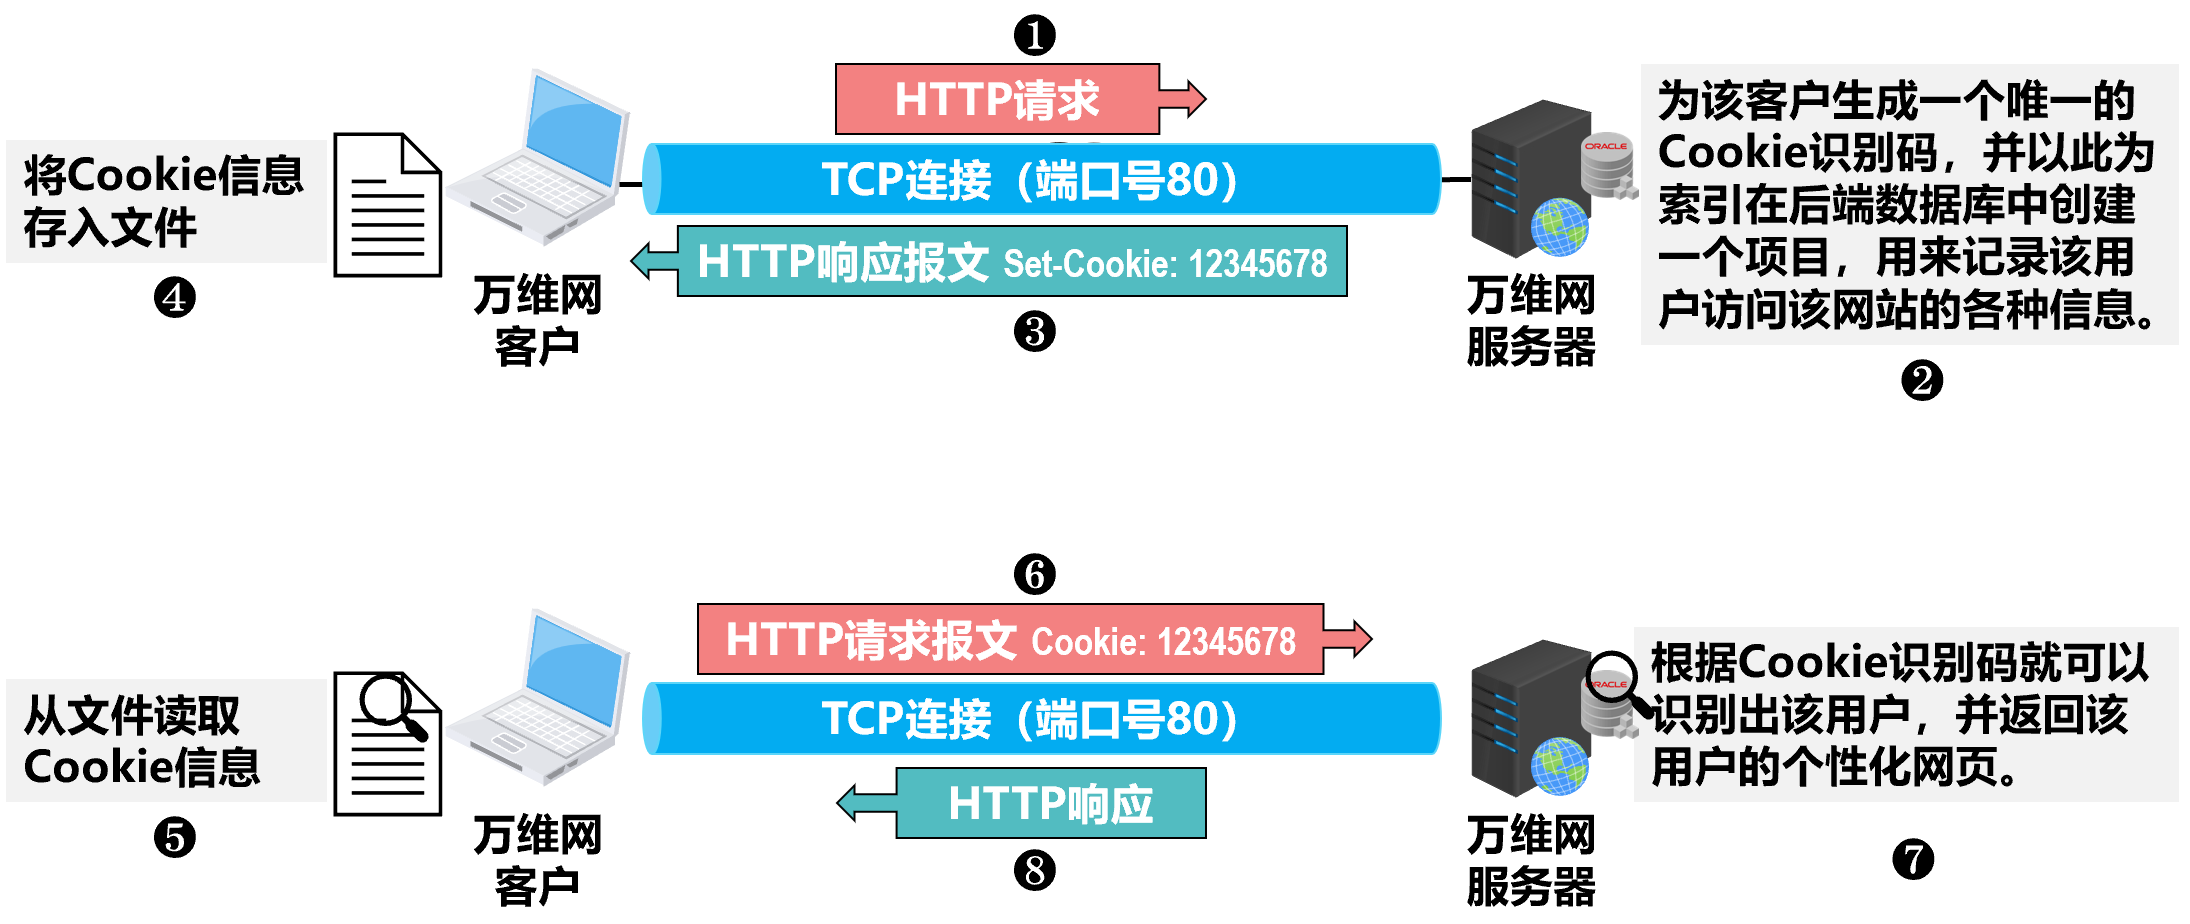 ❶
HTTP请求
TCP连接（端口号80）
HTTP响应报文 Set-Cookie: 12345678
❸
将Cookie信息
存入文件
❹
万维网
客户
万维网
服务器
ORACLE
为该客户生成一个唯一的
Cookie识别码，并以此为
索引在后端数据库中创建
一个项目，用来记录该用
户访问该网站的各种信息。
❷
❻
HTTP请求报文 Cookie: 12345678
TCP连接（端口号80）
HTTP响应
❽
从文件读取
Cookie信息
❺
万维网
客户
万维网
服务器
ORACLE
根据Cookie识别码就可以
识别出该用户，并返回该
用户的个性化网页。
❼